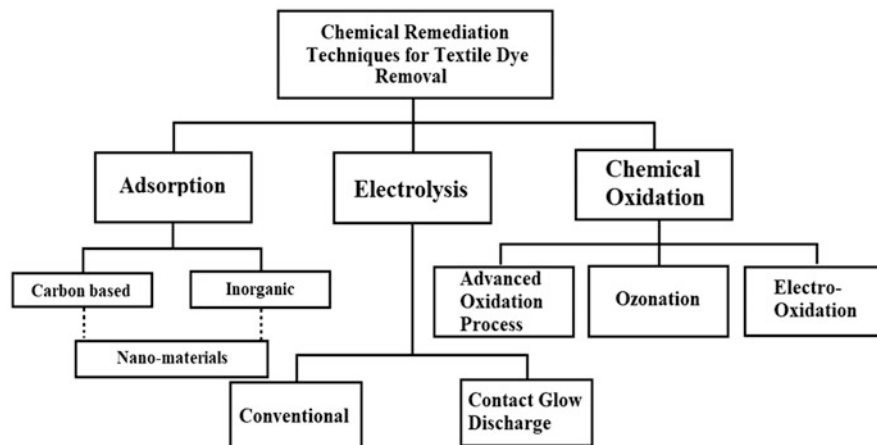 Chemical Remediation
Techniques for Textile Dye
Removal
Adsorption
Electrolysis
Chemical
Oxidation
Carbon based
Inorganic
Nano-materials
Advanced
Oxidation
Process
Ozonation
Electro-
Oxidation
Conventional
Contact Glow
Discharge